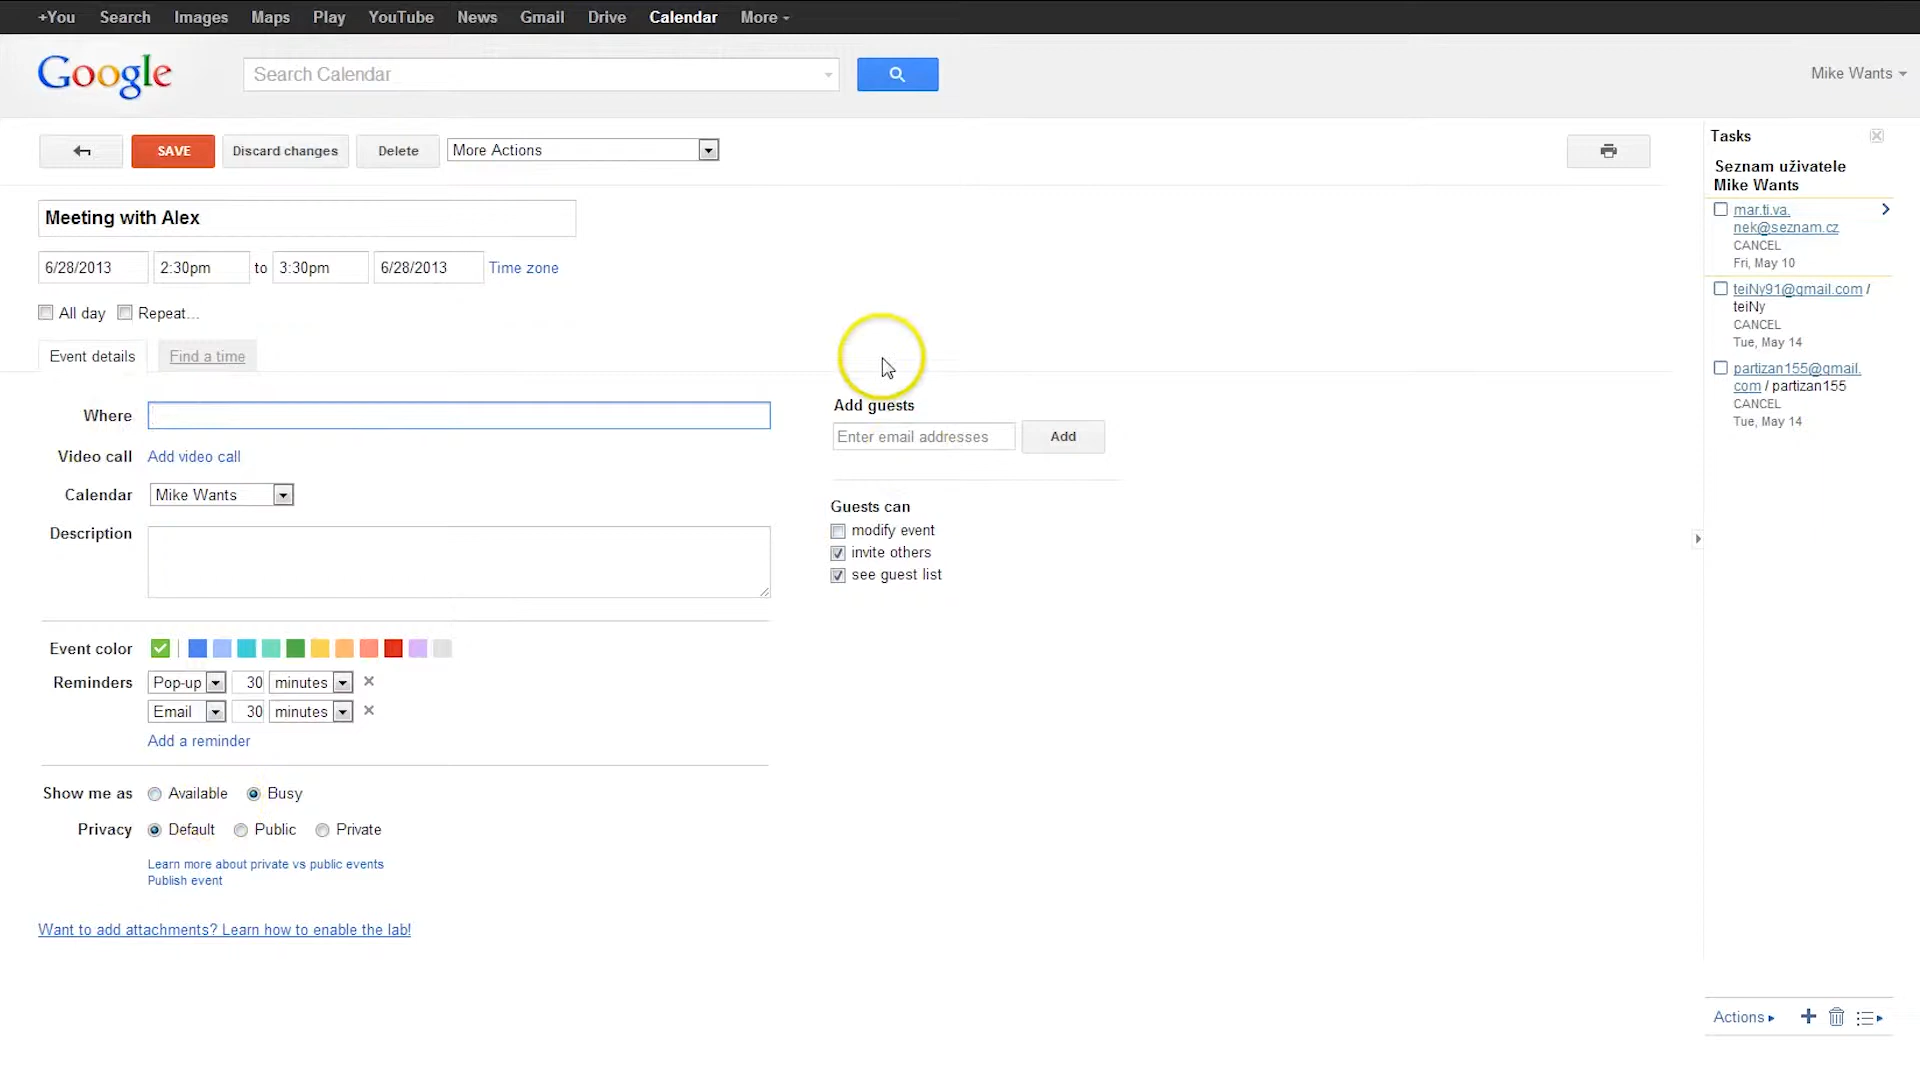 +You Search Images Maps Play YouTube News Gmail Drive Calendar More
Google
Search Calendar
Mike Wants
SAVE Discard changes Delete More Actions
Meeting with Alex
6/28/2013 2:30pm to 3:30pm 6/28/2013 Time zone
All day Repeat...
Event details Find a time
Where
Video call Add video call
Calendar Mike Wants
Description
Event color
Reminders Pop-up 30 minutes
Email 30 minutes
Add a reminder
Show me as Available Busy
Privacy Default Public Private
Learn more about private vs public events
Publish event
Want to add attachments? Learn how to enable the lab!
Add guests
Enter email addresses Add
Guests can
modify event
invite others
see guest list
Tasks
Seznam uživatele
Mike Wants
mar.ti.va.
nek@seznam.cz
CANCEL
Fri, May 10
teiNy91@gmail.com /
teiNy
CANCEL
Tue, May 14
partizan155@gmail.
com / partizan155
CANCEL
Tue, May 14
Actions